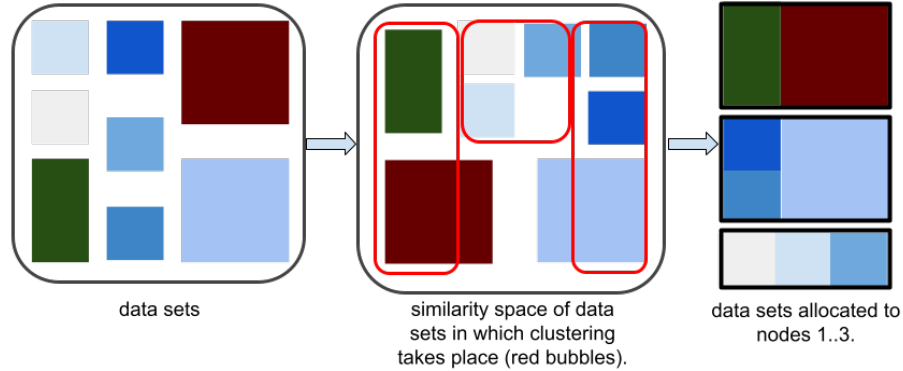 data sets
similarity space of data
sets in which clustering
takes place (red bubbles).
data sets allocated to
nodes 1..3.